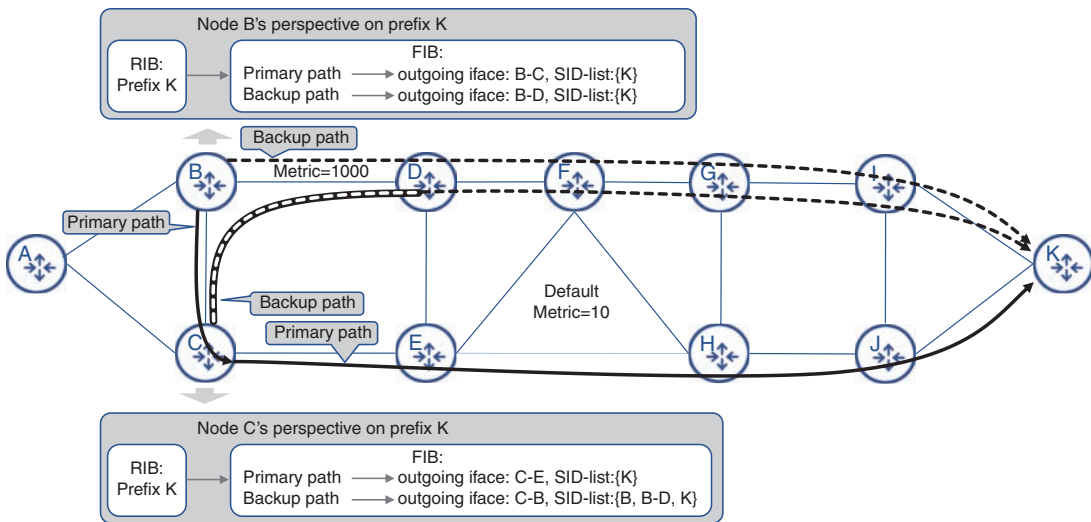 Node B’s perspective on prefix K
RIB:
Prefix K
FIB:
Primary path outgoing iface: B-C, SID-list:{K}
Backup path outgoing iface: B-D, SID-list:{K}
Backup path
B
Metric=1000
D
F
G
I
Primary path
A
K
Default
Metric=10
Backup path
Primary path
C
E
H
J
Node C’s perspective on prefix K
RIB:
Prefix K
FIB:
Primary path outgoing iface: C-E, SID-list:{K}
Backup path outgoing iface: C-B, SID-list:{B, B-D, K}